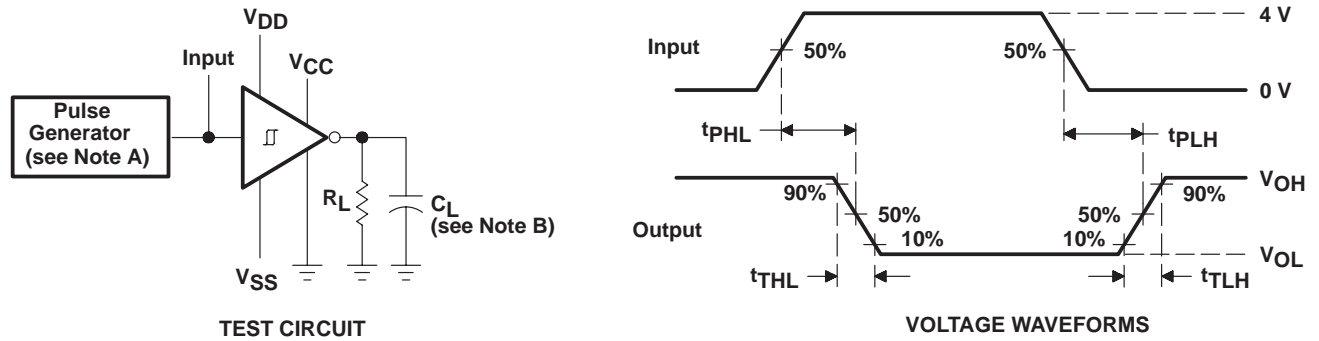 VDD
Input
VCC
Pulse
Generator
(see Note A)
RL
CL
(see Note B)
VSS
TEST CIRCUIT
4 V
Input
50%
50%
0 V
tPHL
tPLH
VOH
90%
90%
Output
50%
50%
10%
10%
VOL
tTHL
tTLH
VOLTAGE WAVEFORMS